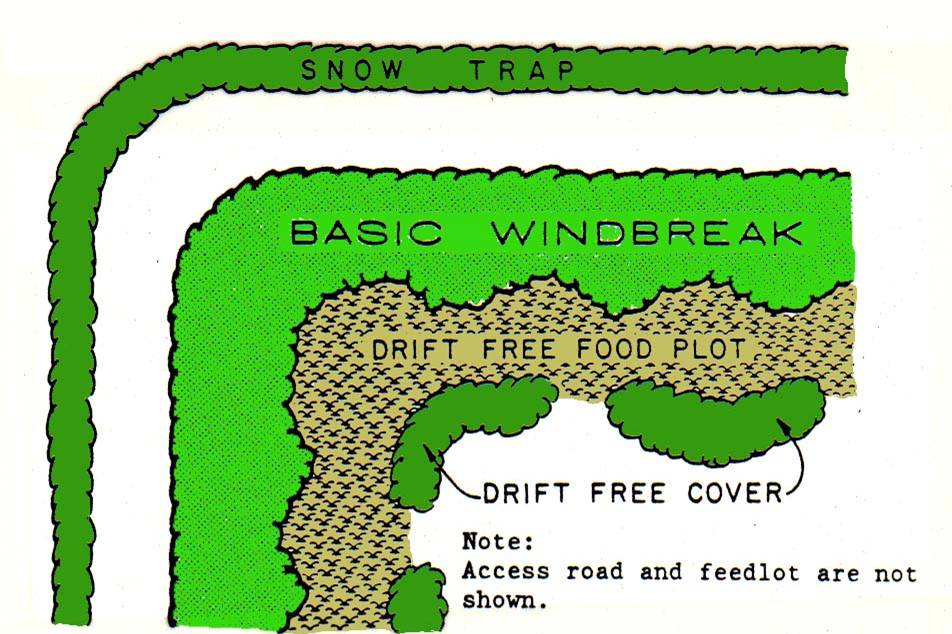 SNOW TRAP
BASIC WINDBREAK
DRIFT FREE FOOD PLOT
DRIFT FREE COVER
Note:
Access road and feedlot are not
shown.